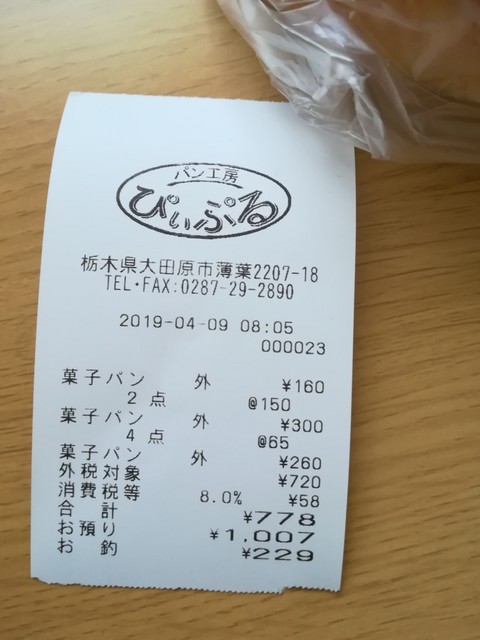 パン工房
ぴぃぷる
栃木県大田原市薄葉2207-18
TEL・FAX:0287-29-2890
2019-04-09 08:05
000023
菓子パン 外 ¥160
2点 @150
菓子パン 外 ¥300
4点 @65
菓子パン 外 ¥260
外税対象 ¥720
消費税等 8.0% ¥58
合計 ¥778
お預り ¥1,007
お釣 ¥229